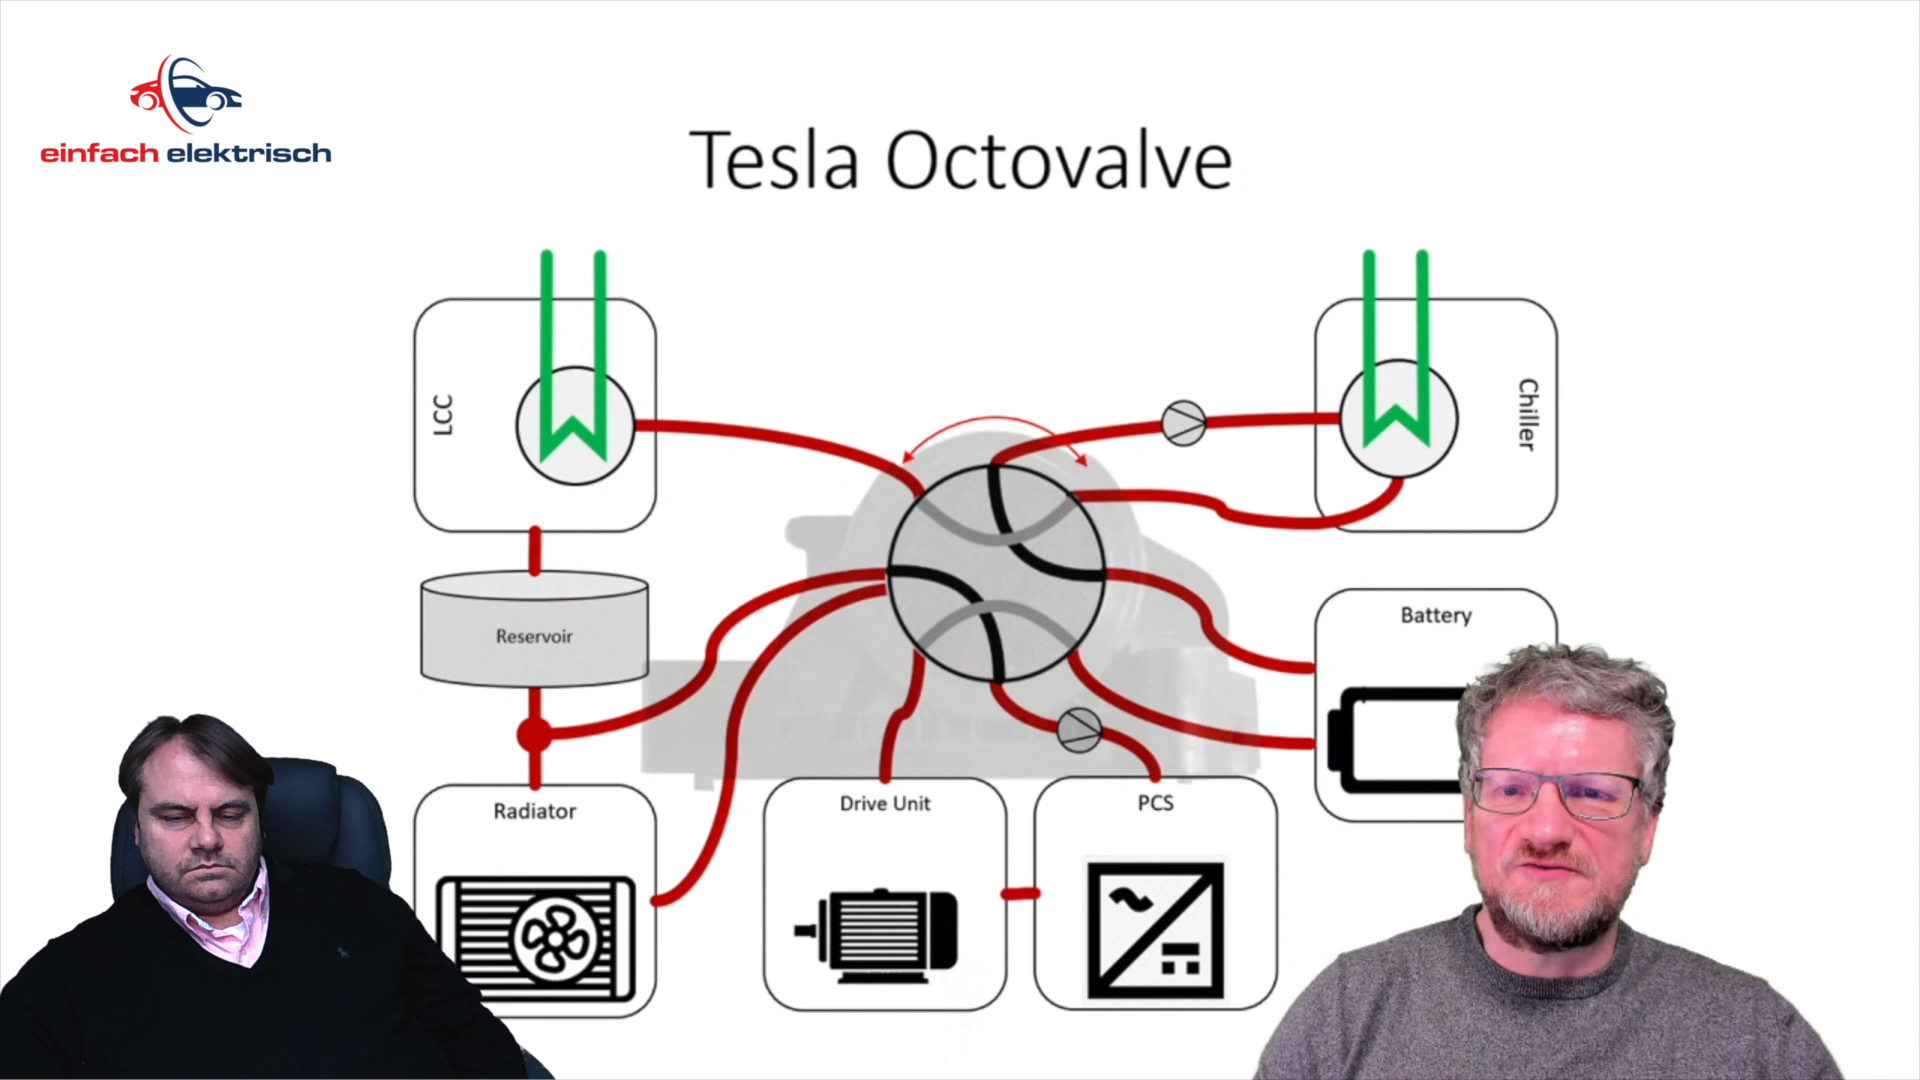 einfach elektrisch
Tesla Octovalve
LCC
Chiller
Reservoir
Battery
Radiator
Drive Unit
PCS